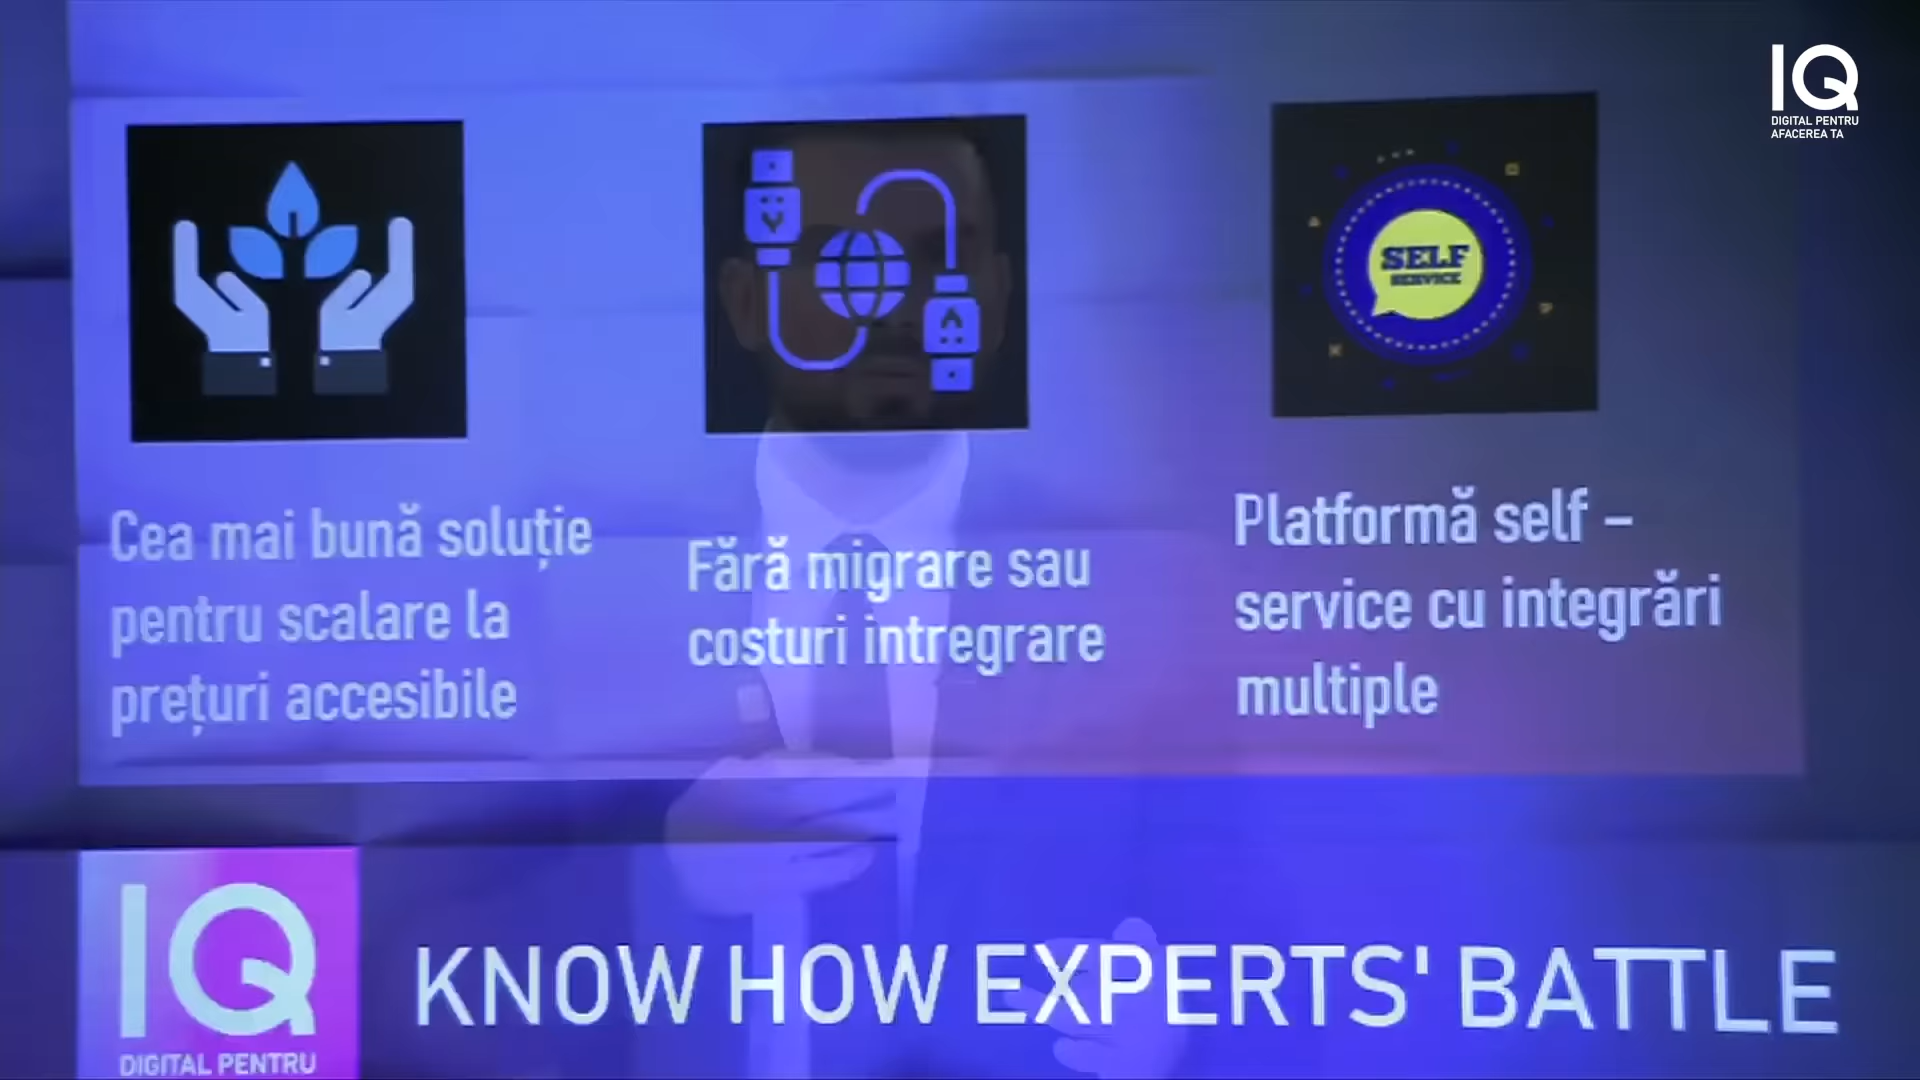 IQ
DIGITAL PENTRU
AFACEREA TA
SELF
SERVICE
Cea mai bună soluție
pentru scalare la
prețuri accesibile
Fără migrare sau
costuri intregrare
Platformă self –
service cu integrări
multiple
IQ
DIGITAL PENTRU
KNOW HOW EXPERTS' BATTLE